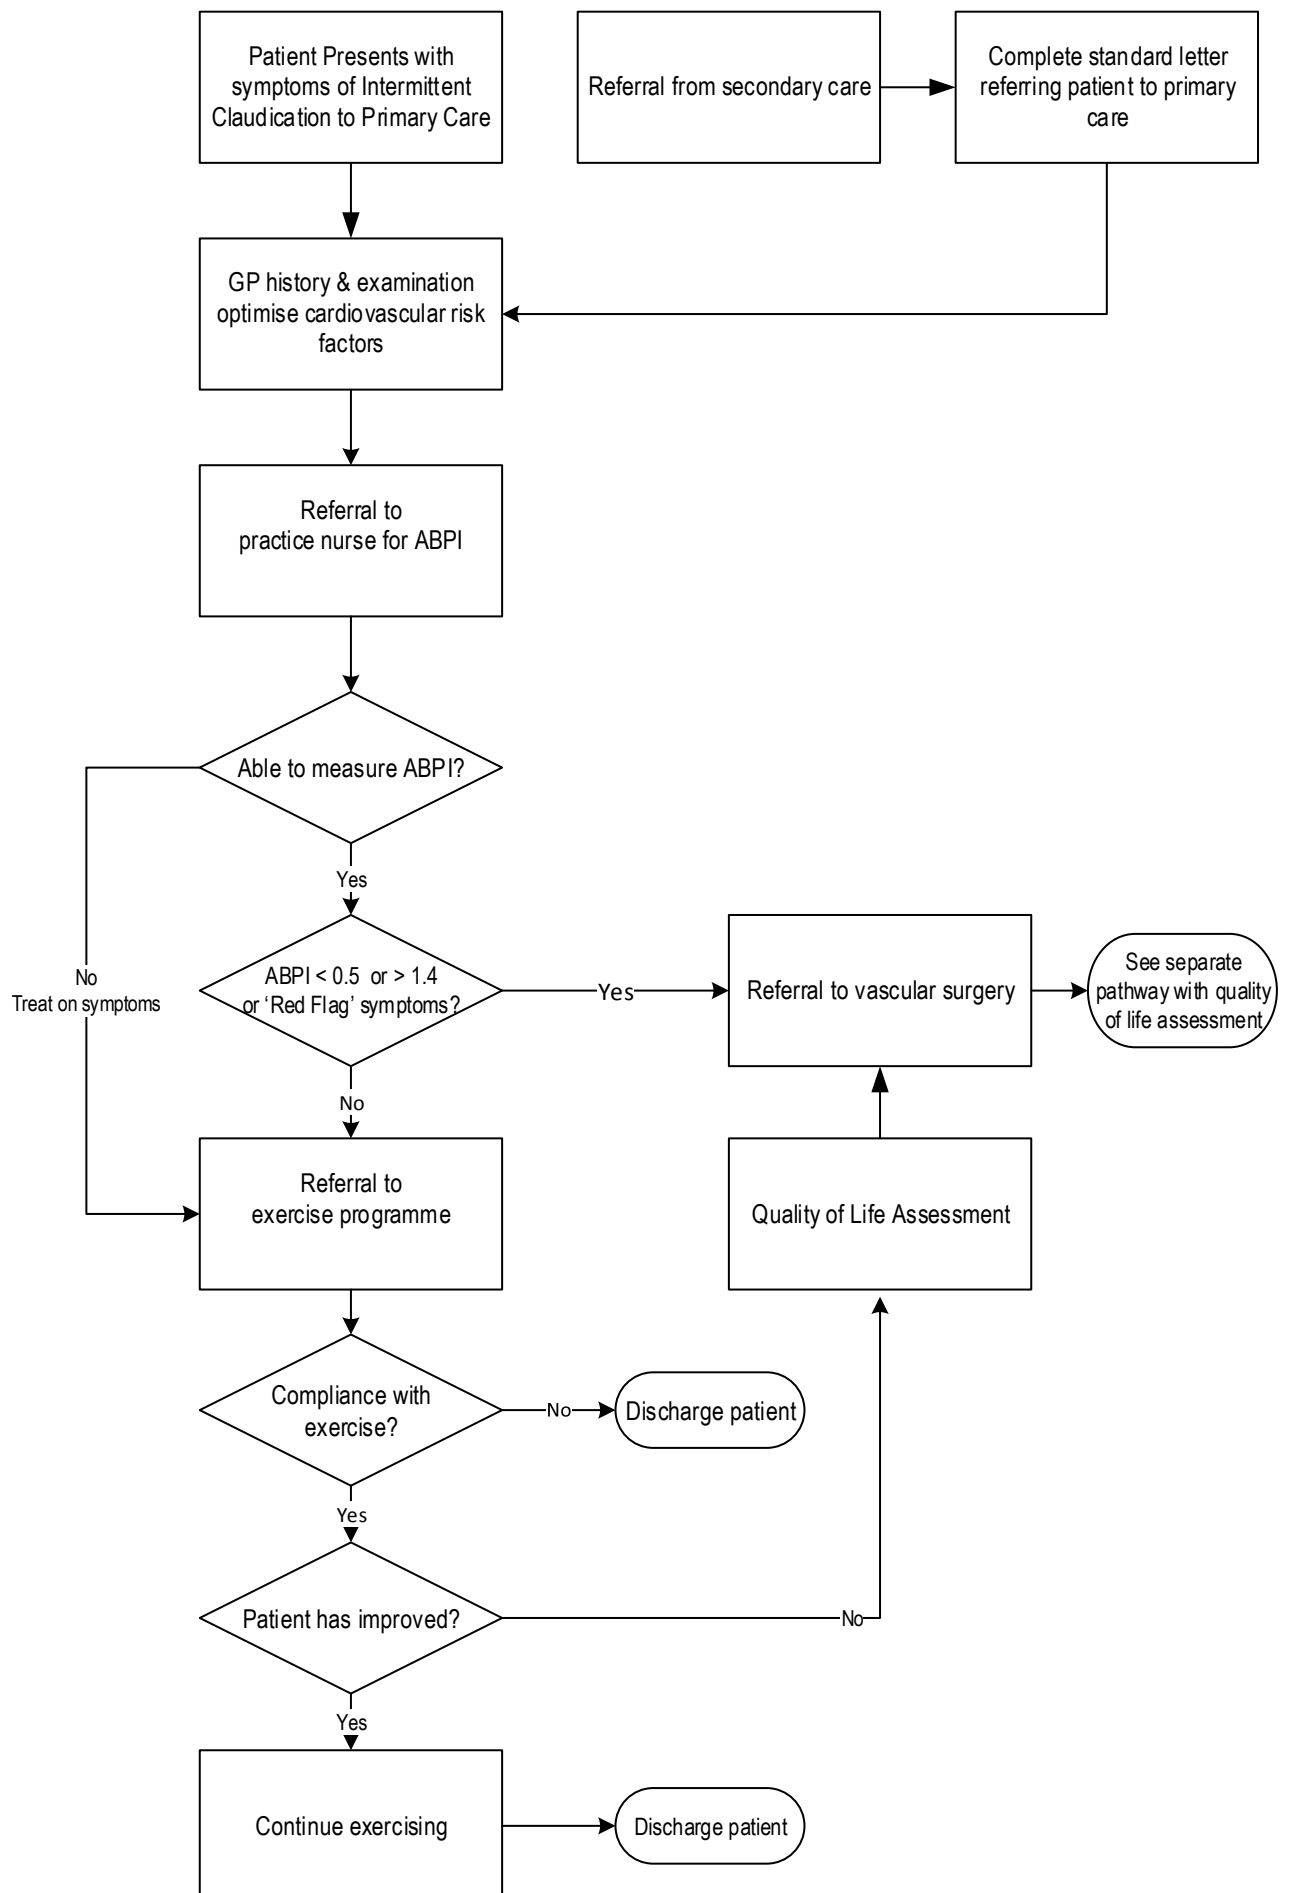 Patient Presents with
symptoms of Intermittent
Claudication to Primary Care
Referral from secondary care
Complete standard letter
referring patient to primary
care
GP history & examination
optimise cardiovascular risk
factors
Referral to
practice nurse for ABPI
Able to measure ABPI?
Yes
No
Treat on symptoms
ABPI < 0.5 or > 1.4
or ‘Red Flag’ symptoms?
Yes
Referral to vascular surgery
See separate
pathway with quality
of life assessment
No
Referral to
exercise programme
Quality of Life Assessment
Compliance with
exercise?
No
Discharge patient
Yes
Patient has improved?
No
Yes
Continue exercising
Discharge patient